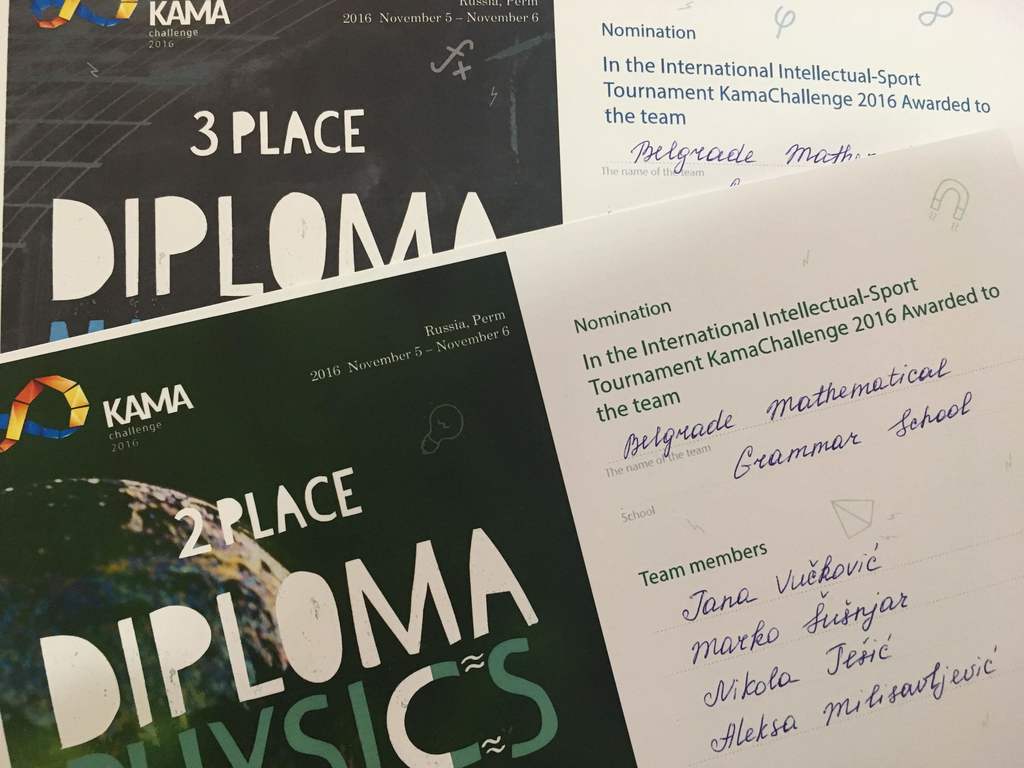 KAMA
challenge
2016
Russia, Perm
2016 November 5 – November 6
3 PLACE
DIPLOMA
Nomination
In the International Intellectual-Sport
Tournament KamaChallenge 2016 Awarded to
the team
Belgrade Mathe
The name of the team
KAMA
challenge
2016
Russia, Perm
2016 November 5 – November 6
2 PLACE
DIPLOMA
PHYSICS
Nomination
In the International Intellectual-Sport
Tournament KamaChallenge 2016 Awarded to
the team
Belgrade Mathematical
The name of the team
Grammar School
School
Team members
Jana Vučković
Marko Šušnjar
Nikola Ješić
Aleksa Milisavljević